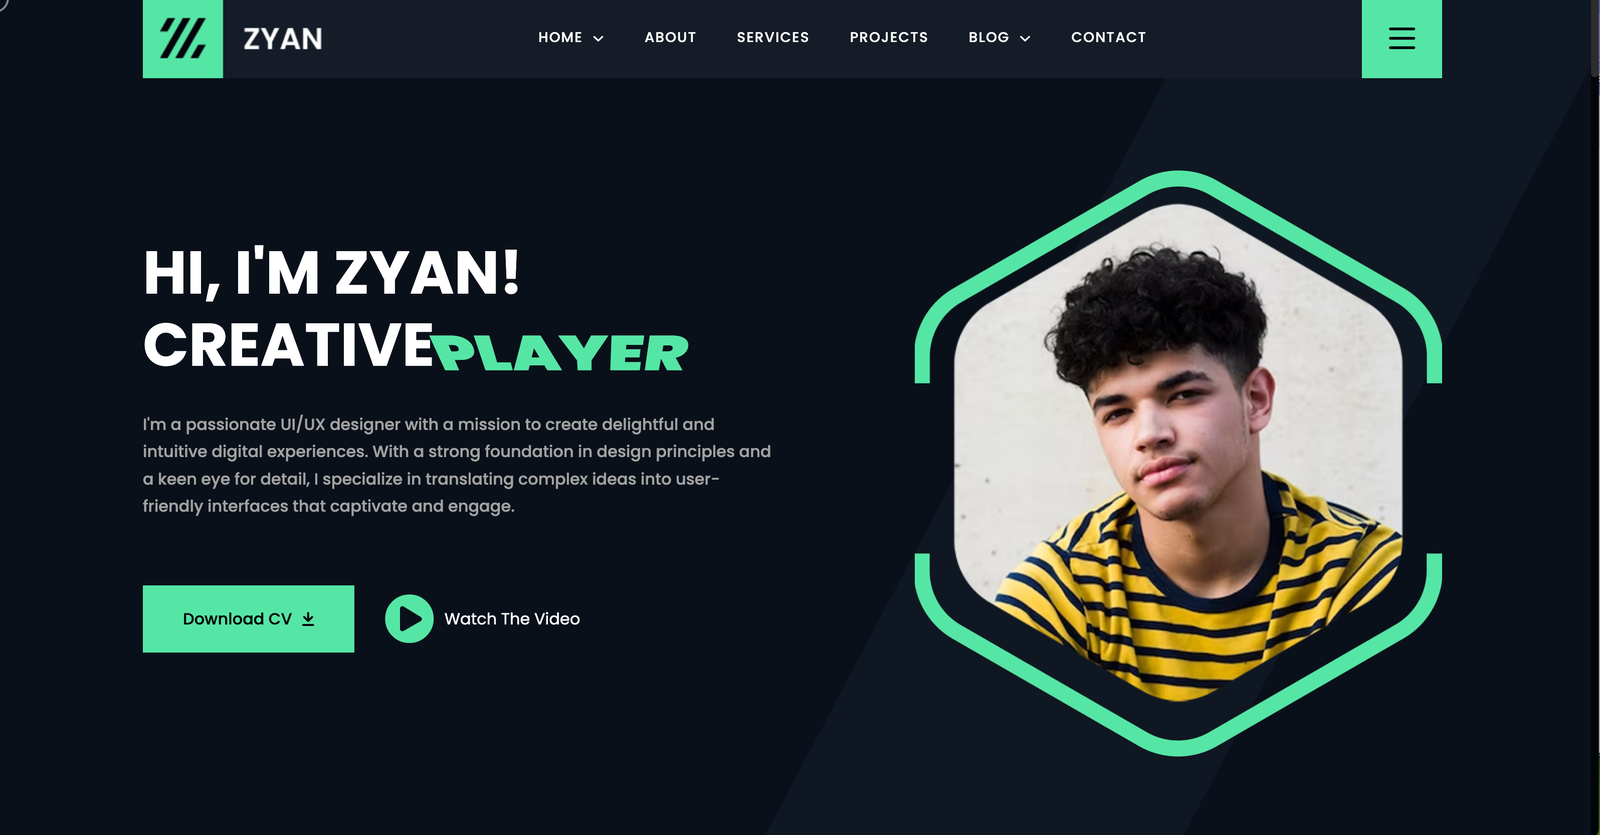 ZYAN
HOME
ABOUT
SERVICES
PROJECTS
BLOG
CONTACT
HI, I'M ZYAN!
CREATIVE PLAYER
I'm a passionate UI/UX designer with a mission to create delightful and
intuitive digital experiences. With a strong foundation in design principles and
a keen eye for detail, I specialize in translating complex ideas into user-
friendly interfaces that captivate and engage.
Download CV
Watch The Video